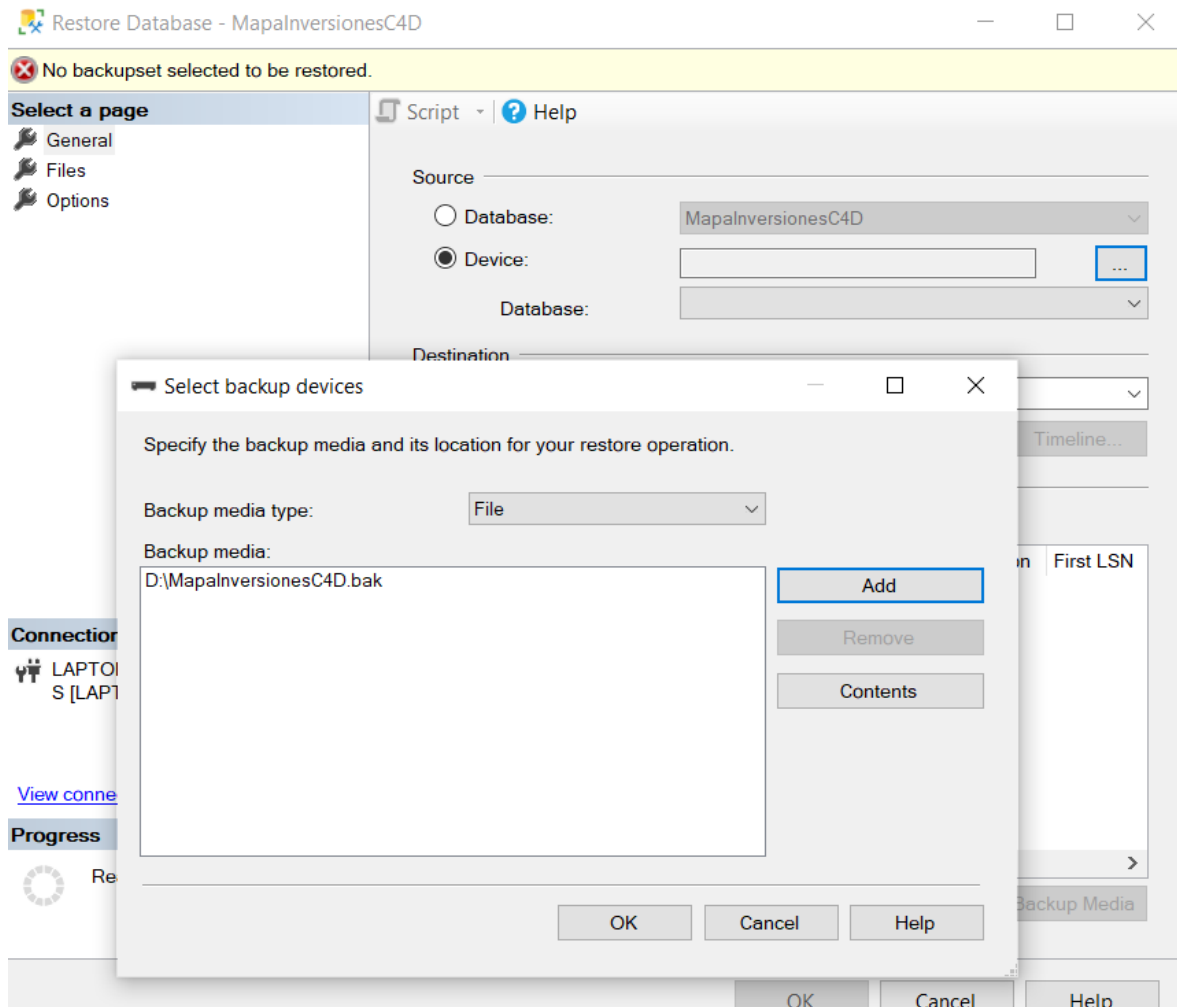 Restore Database - MapaInversionesC4D
No backupset selected to be restored.
Select a page
General
Files
Options
Script
Help
Source
Database:
MapaInversionesC4D
Device:
...
Database:
Destination
Timeline...
First LSN
Select backup devices
Specify the backup media and its location for your restore operation.
Backup media type:
File
Backup media:
D:\MapaInversionesC4D.bak
Add
Remove
Contents
OK
Cancel
Help
Connection
LAPTO
S [LAPT
View conne
Progress
Re
Backup Media
OK
Cancel
Help